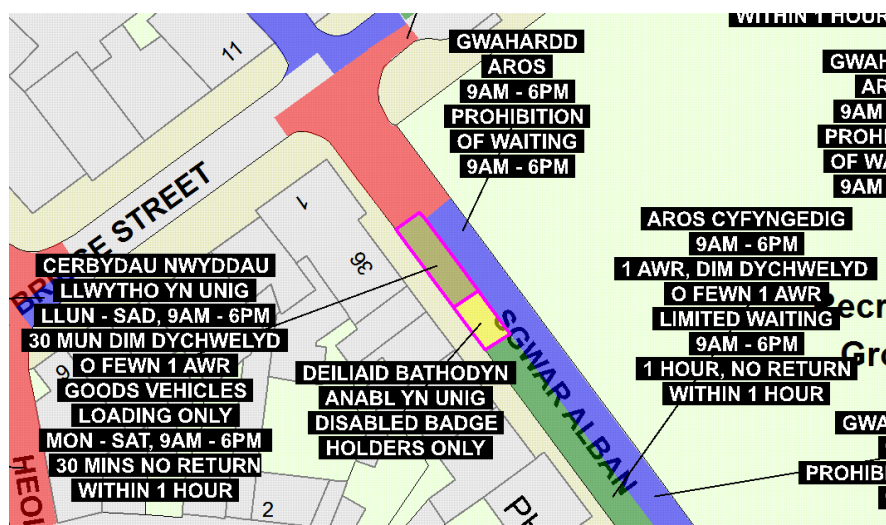 WITHIN 1 HOUR
11
GWAHARDD
AROS
9AM - 6PM
PROHIBITION
OF WAITING
9AM - 6PM
9AM
OF
9AM
BRIDGE STREET
1
36
AROS CYFYNGEDIG
9AM - 6PM
1 AWR, DIM DYCHWELYD
O FEWN 1 AWR
LIMITED WAITING
9AM - 6PM
1 HOUR, NO RETURN
WITHIN 1 HOUR
CERBYDAU NWYDDAU
LLWYTHO YN UNIG
LLUN - SAD, 9AM - 6PM
30 MUN DIM DYCHWELYD
O FEWN 1 AWR
GOODS VEHICLES
LOADING ONLY
MON - SAT, 9AM - 6PM
30 MINS NO RETURN
WITHIN 1 HOUR
9
DEILIAID BATHODYN
ANABL YN UNIG
DISABLED BADGE
HOLDERS ONLY
SGWAR ALBAN
2